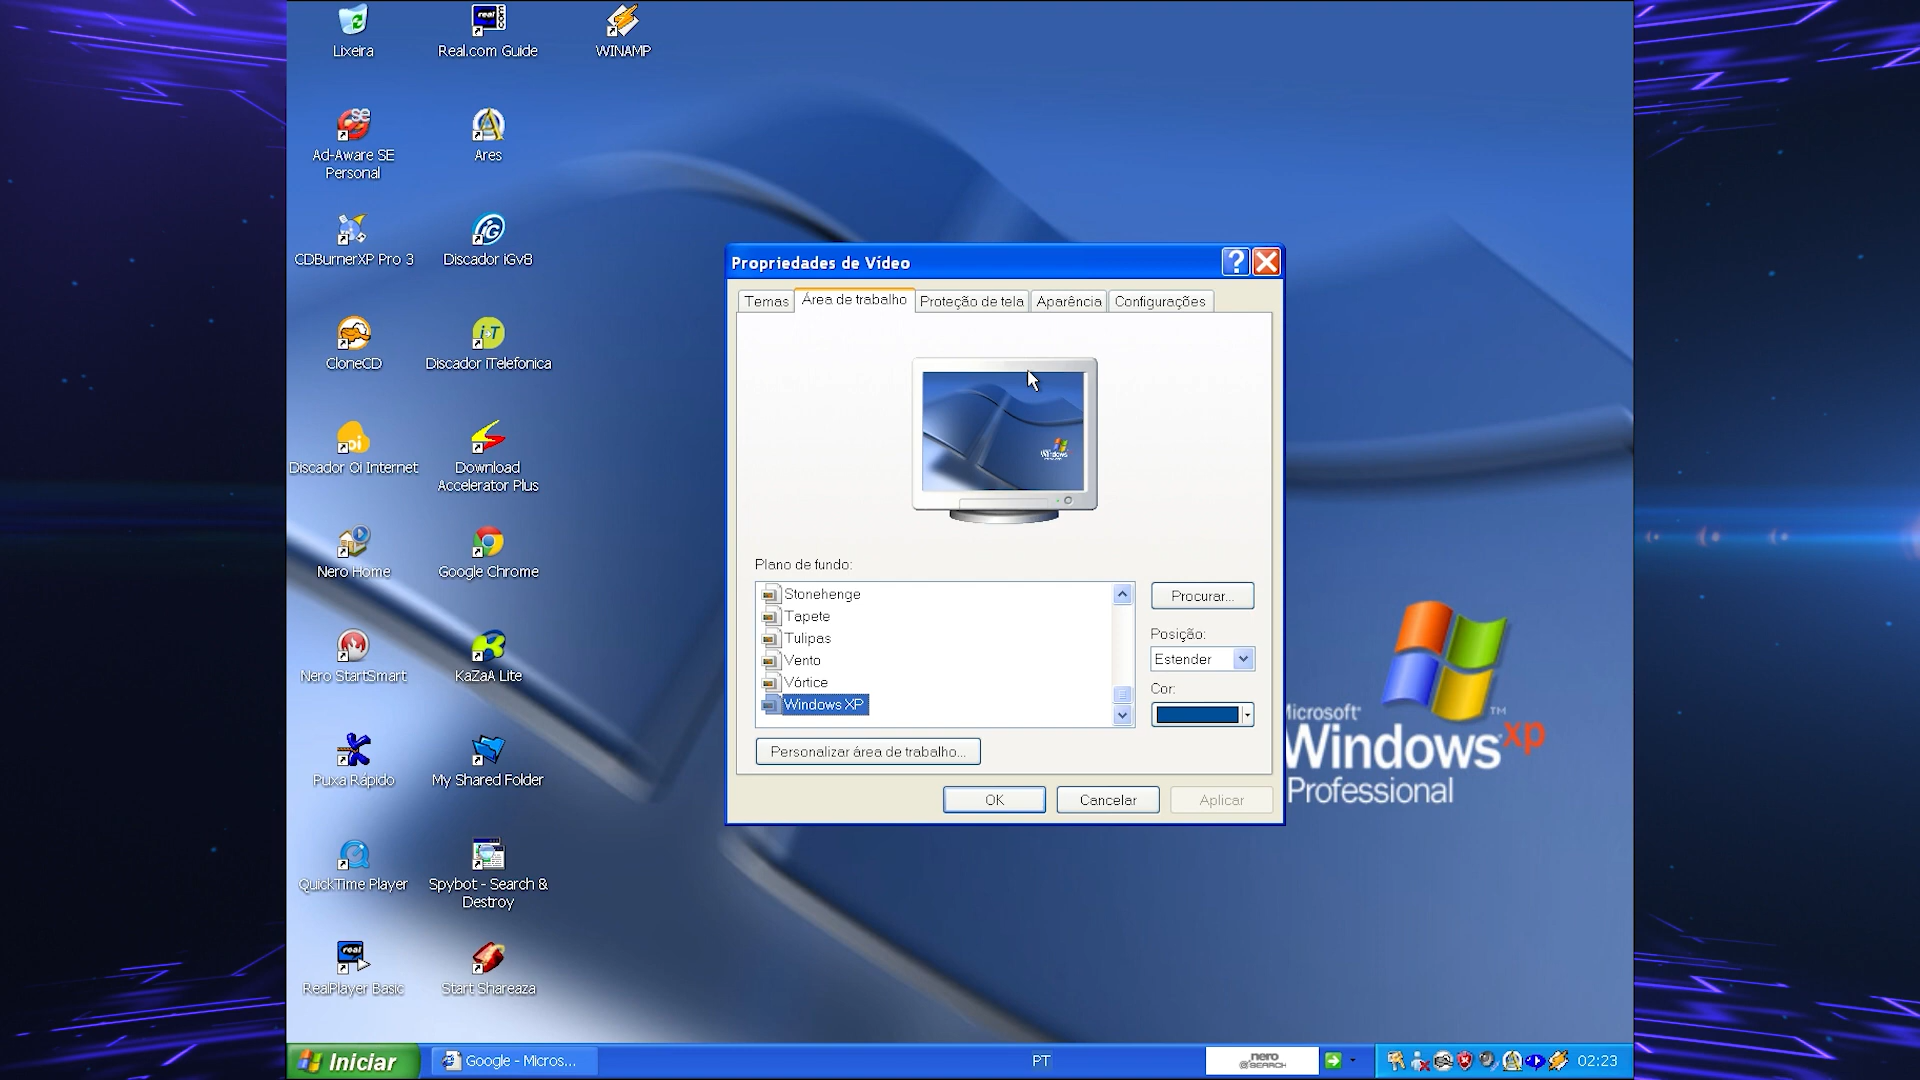 Lixeira
Real.com Guide
WINAMP
Ad-Aware SE
Personal
Ares
CDBurnerXP Pro 3
Discador iGv8
CloneCD
Discador iTelefonica
Discador Oi Internet
Download
Accelerator Plus
Nero Home
Google Chrome
Nero StartSmart
KaZaA Lite
Puxa Rápido
My Shared Folder
QuickTime Player
Spybot - Search &
Destroy
RealPlayer Basic
Start Shareaza
Propriedades de Vídeo
Temas
Área de trabalho
Proteção de tela
Aparência
Configurações
Plano de fundo:
Stonehenge
Tapete
Tulipas
Vento
Vórtice
Windows XP
Procurar...
Posição:
Estender
Cor:
Personalizar área de trabalho...
OK
Cancelar
Aplicar
Microsoft
Windows xp
Professional
Iniciar
Google - Micros...
PT
nero
SEARCH
02:23